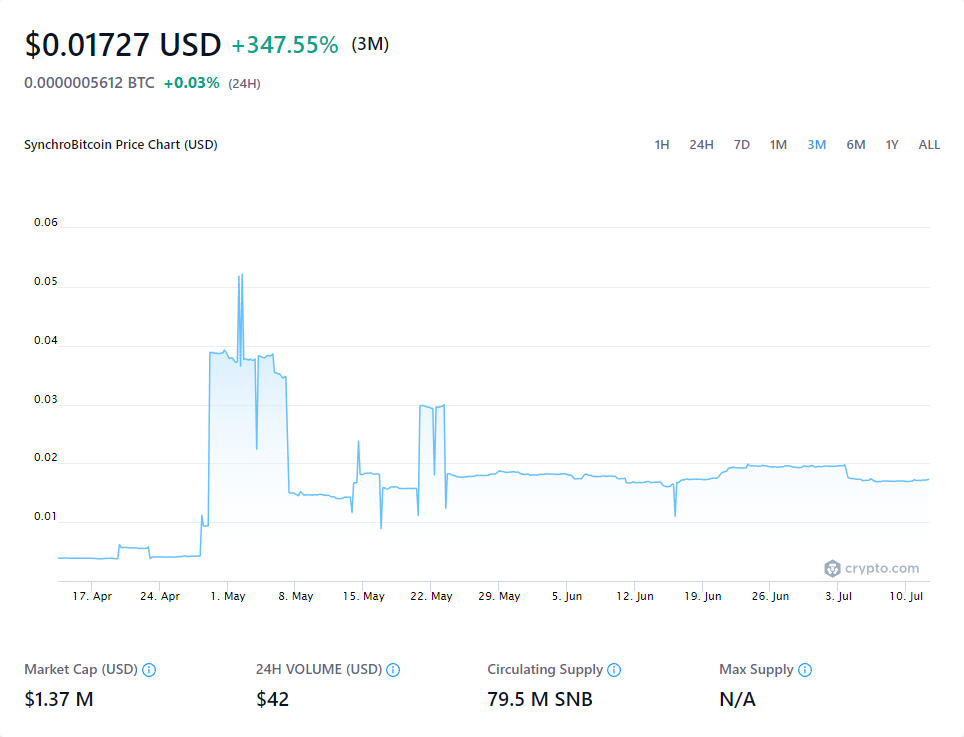 $0.01727 USD +347.55% (3M)
0.0000005612 BTC +0.03% (24H)
SynchroBitcoin Price Chart (USD) 1H 24H 7D 1M 3M 6M 1Y ALL
0.06
0.05
0.04
0.03
0.02
0.01
crypto.com
17. Apr 24. Apr 1. May 8. May 15. May 22. May 29. May 5. Jun 12. Jun 19. Jun 26. Jun 3. Jul 10. Jul
Market Cap (USD) 24H VOLUME (USD) Circulating Supply Max Supply
$1.37 M $42 79.5 M SNB N/A